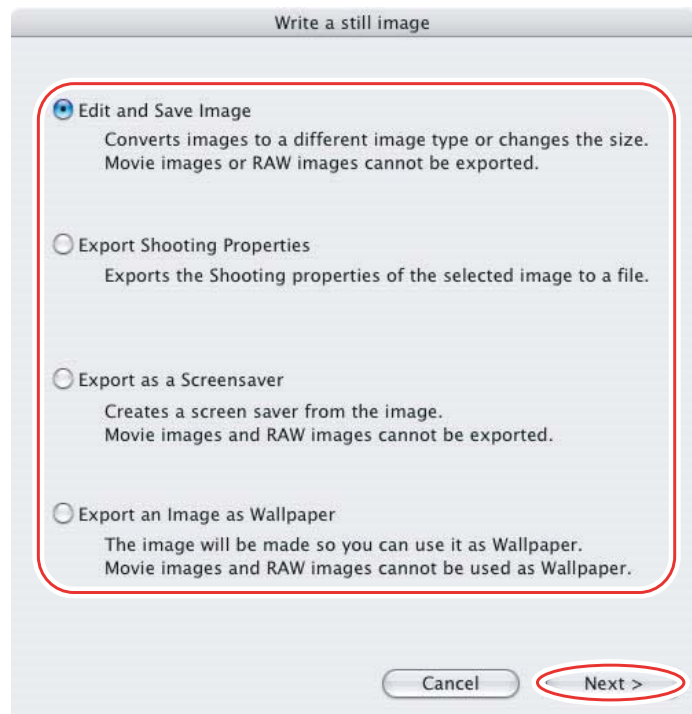 Write a still image
Edit and Save Image
Converts images to a different image type or changes the size.
Movie images or RAW images cannot be exported.
Export Shooting Properties
Exports the Shooting properties of the selected image to a file.
Export as a Screensaver
Creates a screen saver from the image.
Movie images and RAW images cannot be exported.
Export an Image as Wallpaper
The image will be made so you can use it as Wallpaper.
Movie images and RAW images cannot be used as Wallpaper.
Cancel Next >